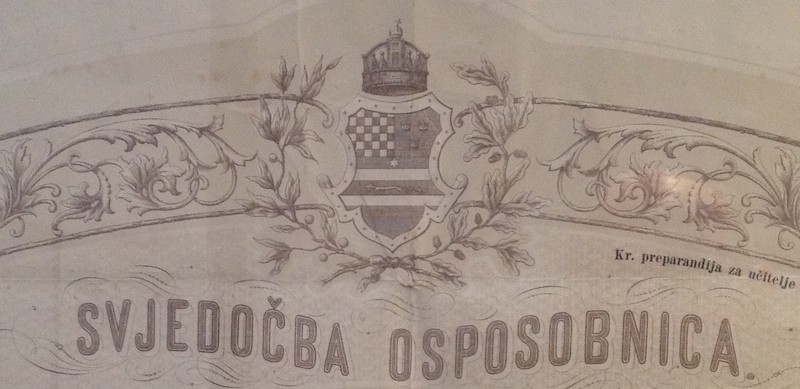 Kr. preparandija za učitelje
SVJEDOČBA OSPOSOBNICA.